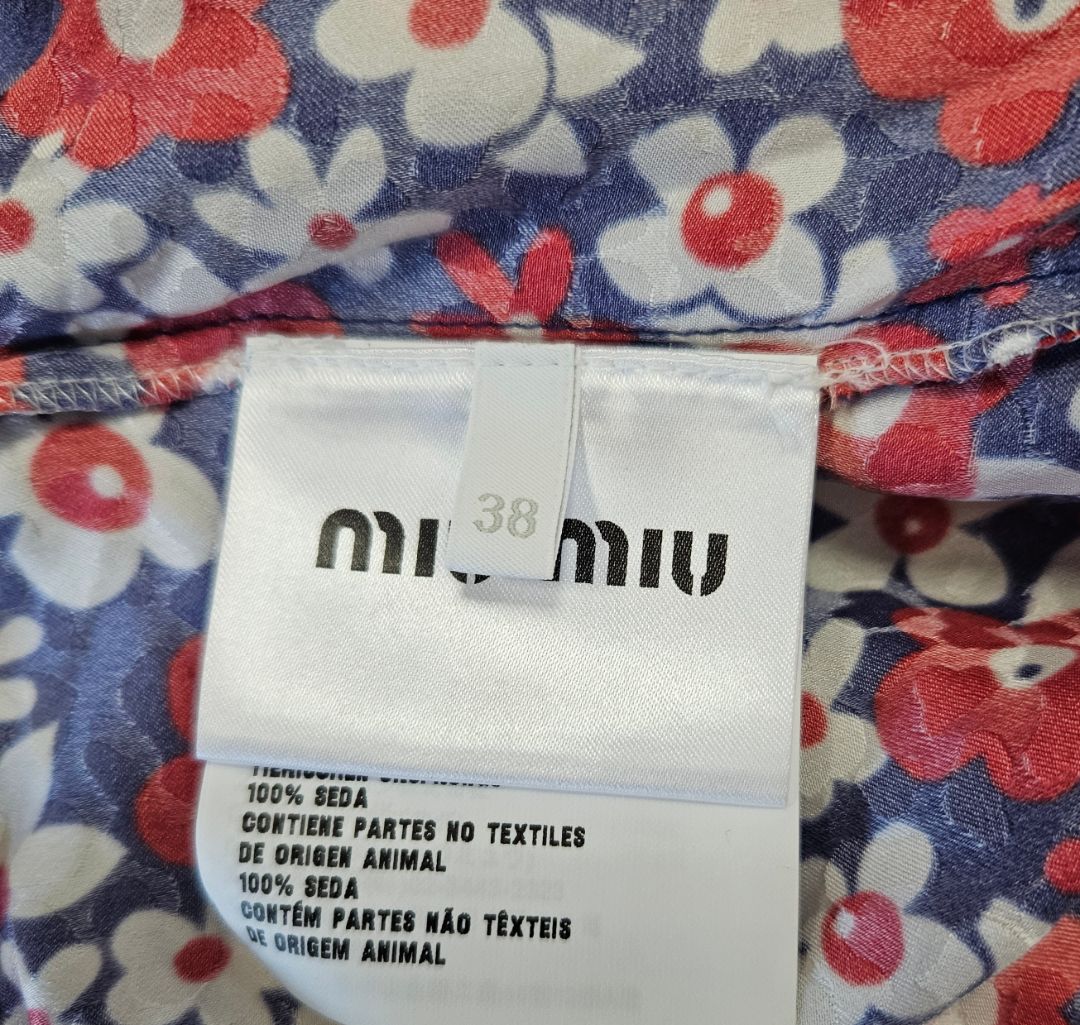 38
miu miu
100% SEDA
CONTIENE PARTES NO TEXTILES
DE ORIGEN ANIMAL
100% SEDA
CONTÉM PARTES NÃO TÊXTEIS
DE ORIGEM ANIMAL